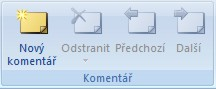 Nový Odstranit Předchozí Další
komentář
Komentář